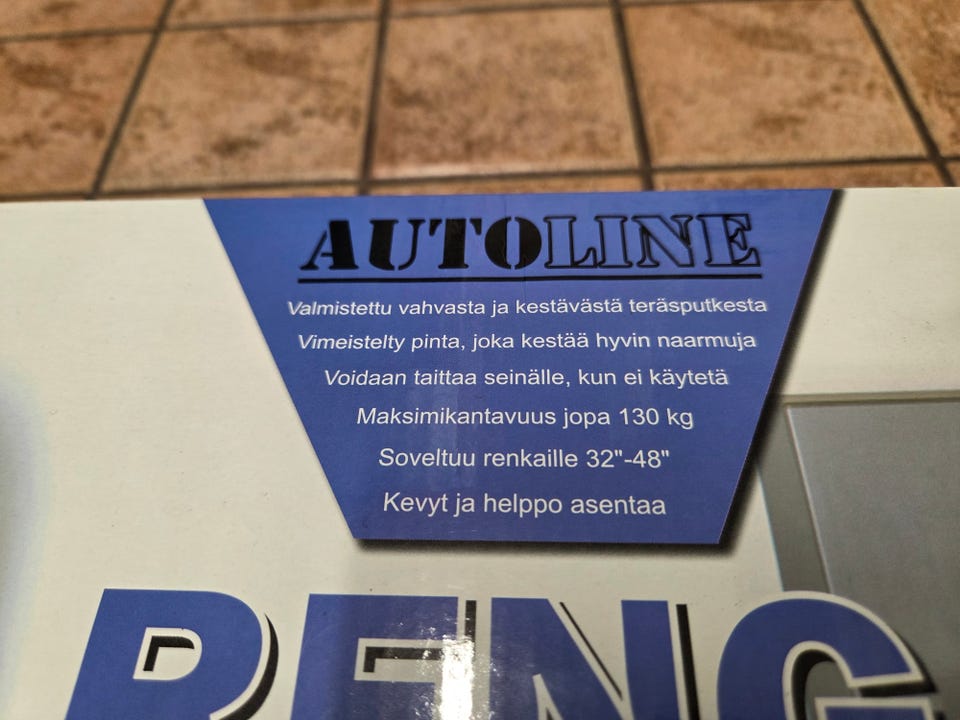 AUTOLINE
Valmistettu vahvasta ja kestävästä teräsputkesta
Vimeistelty pinta, joka kestää hyvin naarmuja
Voidaan taittaa seinälle, kun ei käytetä
Maksimikantavuus jopa 130 kg
Soveltuu renkaille 32"-48"
Kevyt ja helppo asentaa
RENG